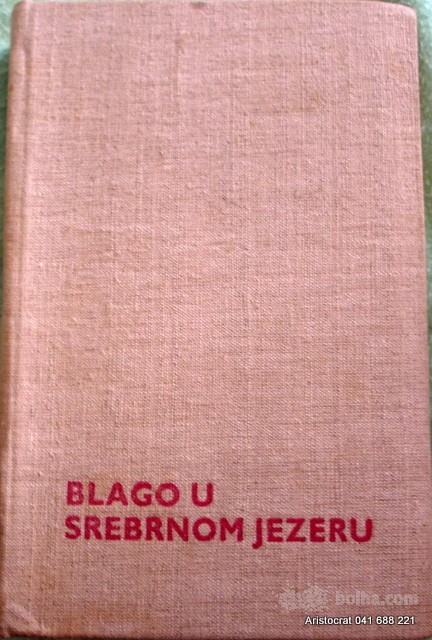 BLAGO U
SREBRNOM JEZERU
bolha.com
Aristocrat 041 688 221